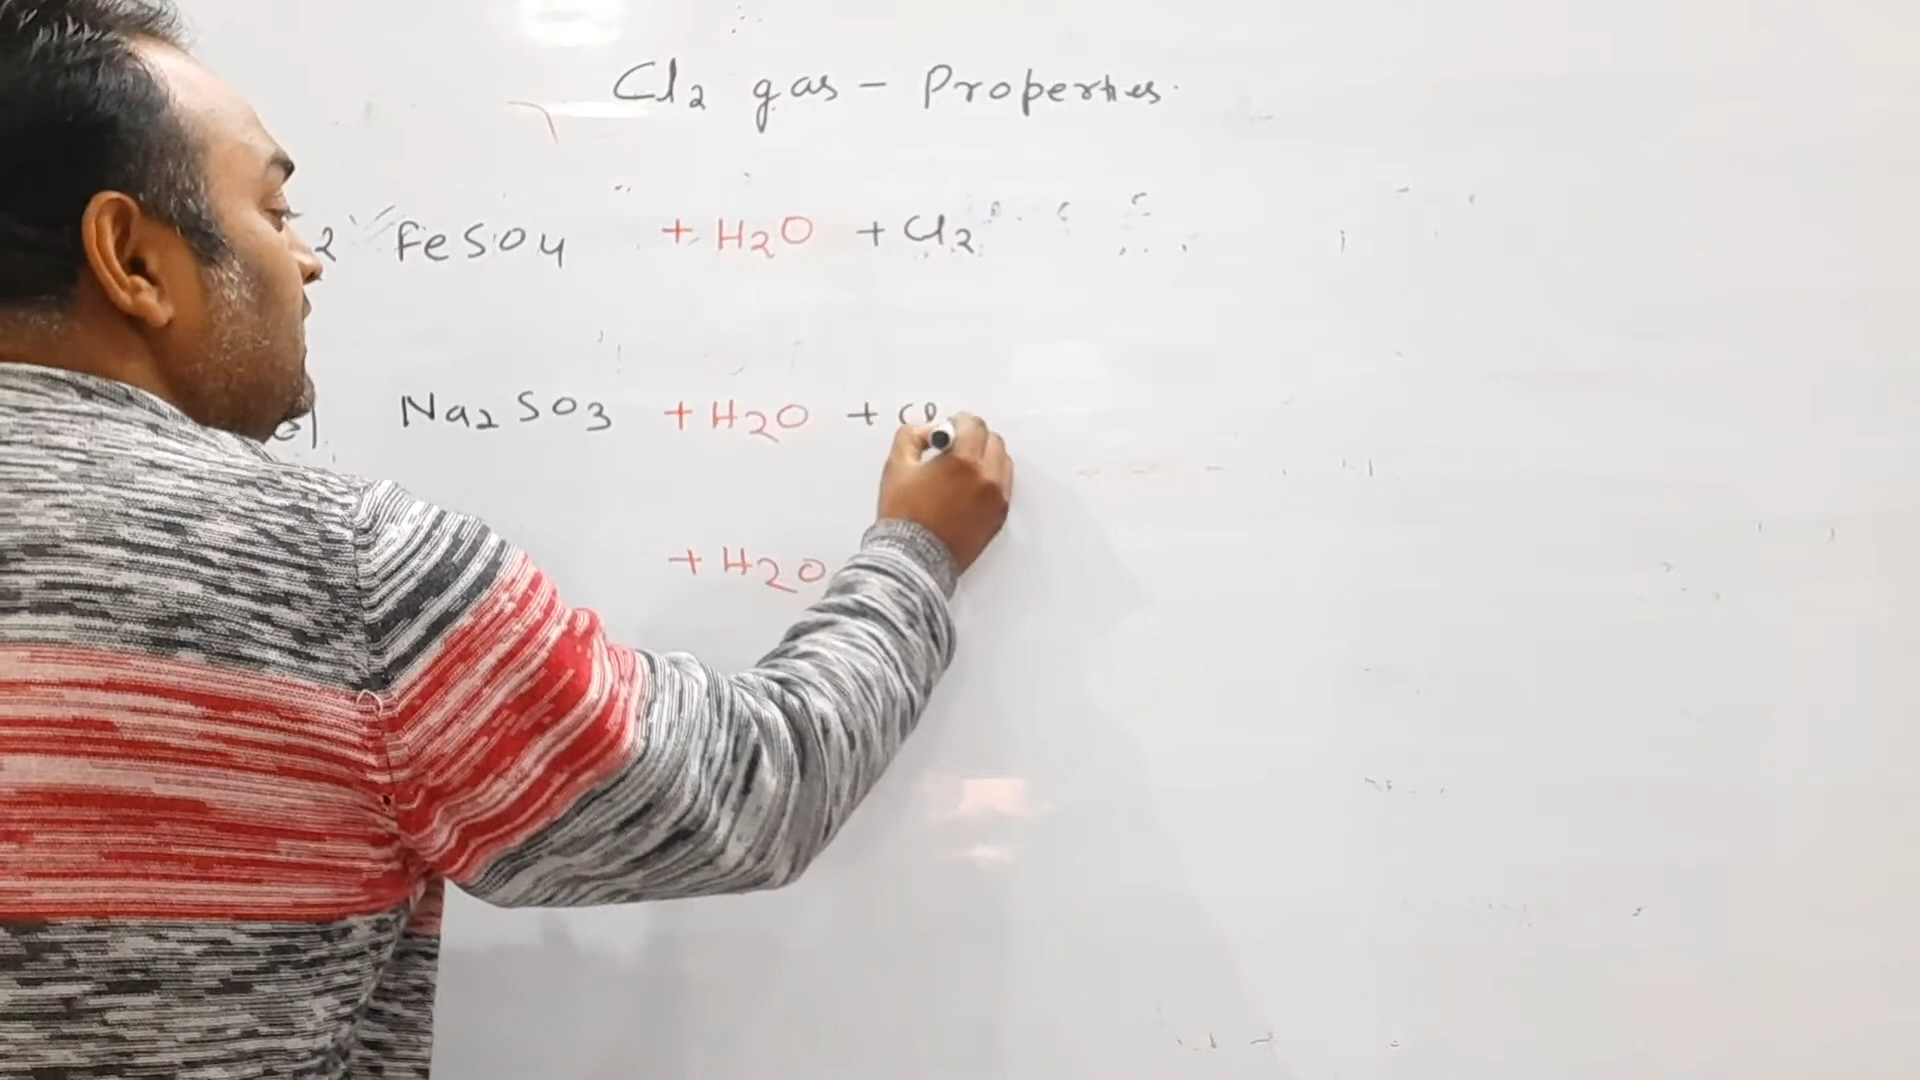 Cl2 gas - Properties.
2 FeSO4 + H2O + Cl2
e) Na2SO3 + H2O + Cl
+ H2O